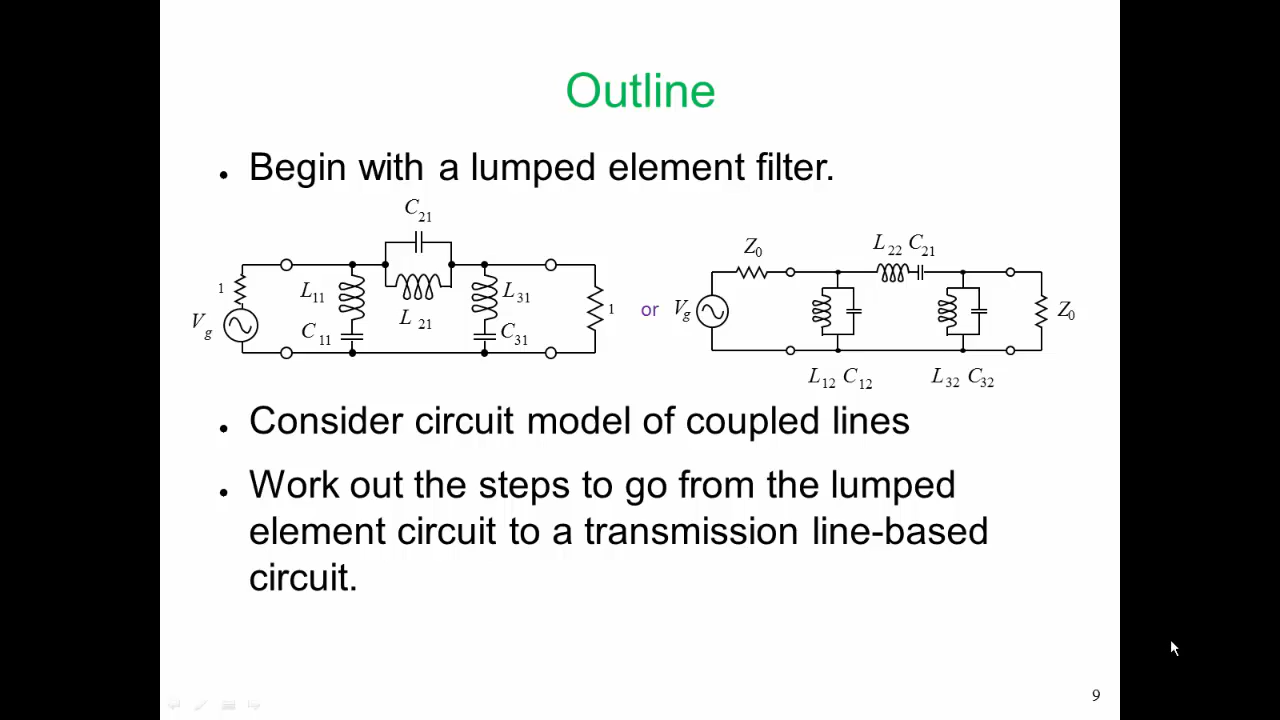 Outline
• Begin with a lumped element filter.
C21
1
Vg
L11
C11
L21
L31
C31
1
or
Z0
Vg
L22 C21
Z0
L12 C12
L32 C32
• Consider circuit model of coupled lines
• Work out the steps to go from the lumped
element circuit to a transmission line-based
circuit.
9